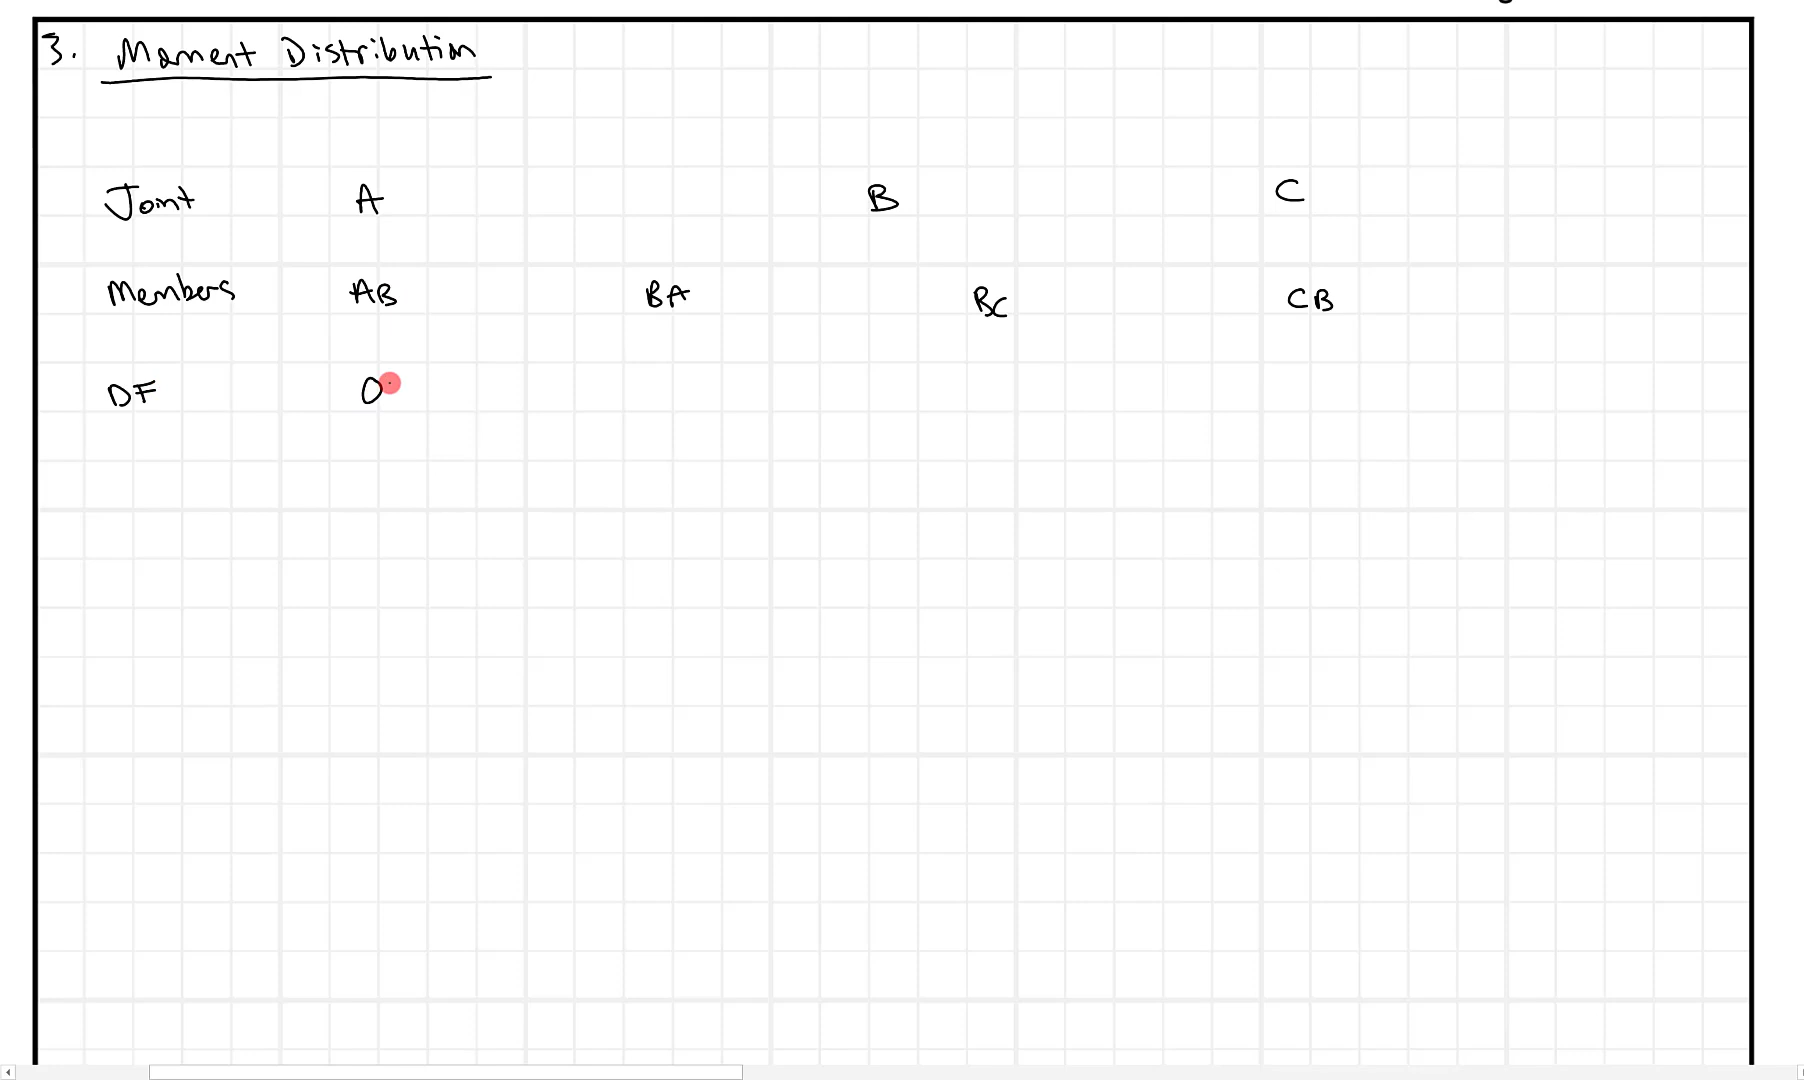 3. Moment Distribution
Joint A B C
Members AB BA BC CB
DF 0